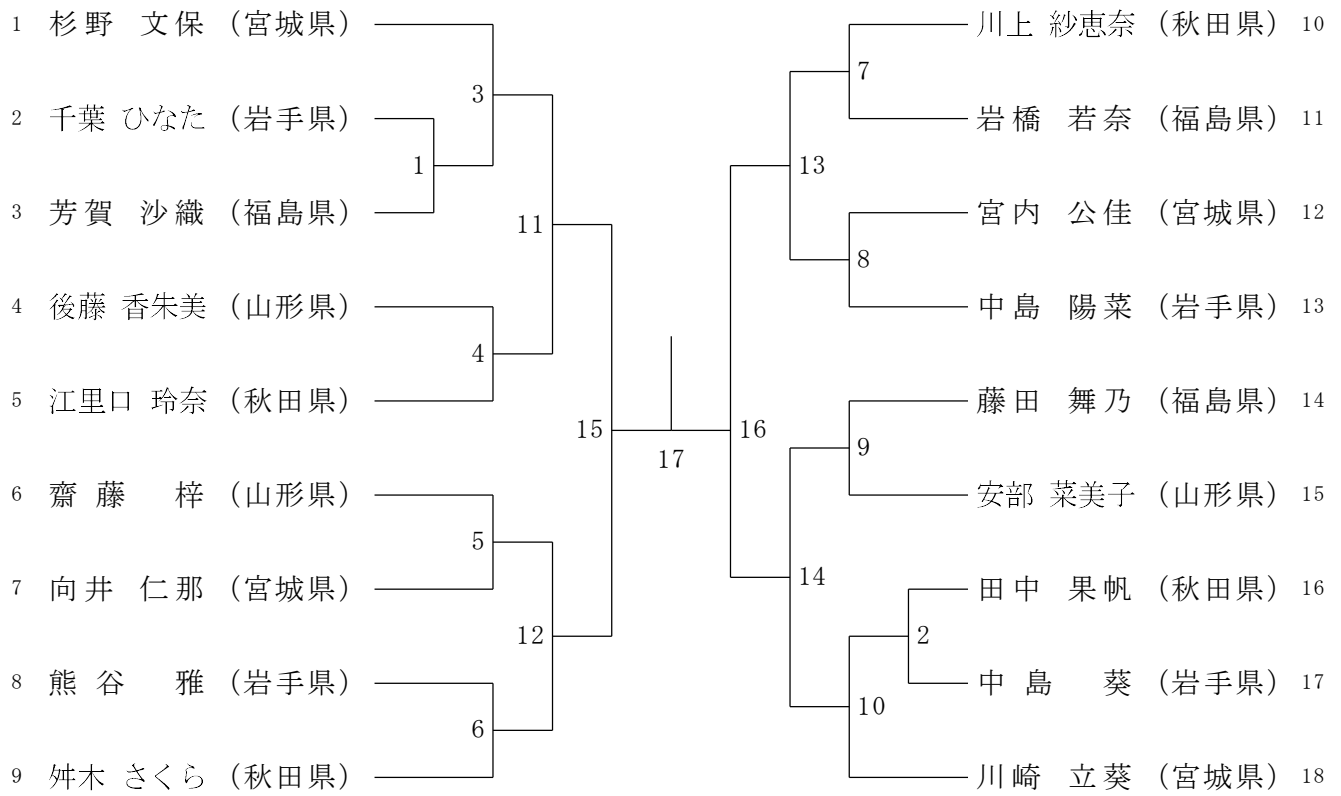 1 杉野 文保 (宮城県)
2 千葉 ひなた (岩手県)
3 芳賀 沙織 (福島県)
4 後藤 香朱美 (山形県)
5 江里口 玲奈 (秋田県)
6 齋藤 梓 (山形県)
7 向井 仁那 (宮城県)
8 熊谷 雅 (岩手県)
9 舛木 さくら (秋田県)
3
1
11
4
15
5
12
6
17
川上 紗恵奈 (秋田県) 10
岩橋 若奈 (福島県) 11
宮内 公佳 (宮城県) 12
中島 陽菜 (岩手県) 13
藤田 舞乃 (福島県) 14
安部 菜美子 (山形県) 15
田中 果帆 (秋田県) 16
中島 葵 (岩手県) 17
川崎 立葵 (宮城県) 18
7
13
8
16
9
14
2
10